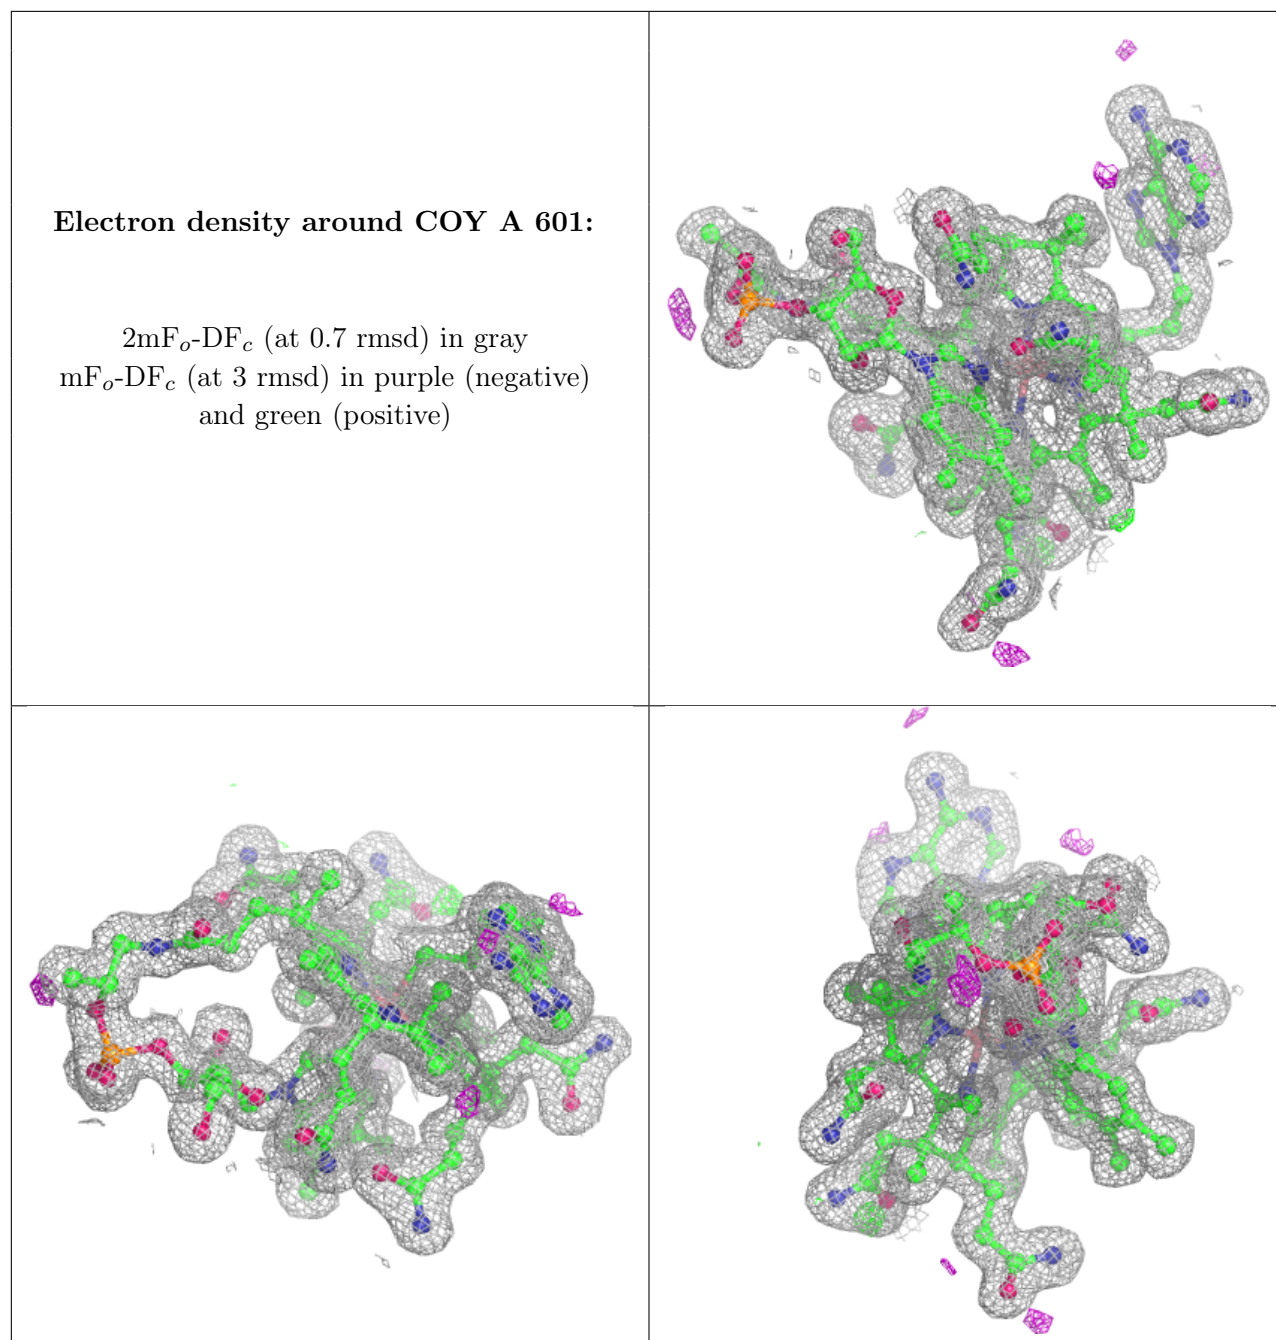 Electron density around COY A 601:
2mFo-DFc (at 0.7 rmsd) in gray
mFo-DFc (at 3 rmsd) in purple (negative)
and green (positive)